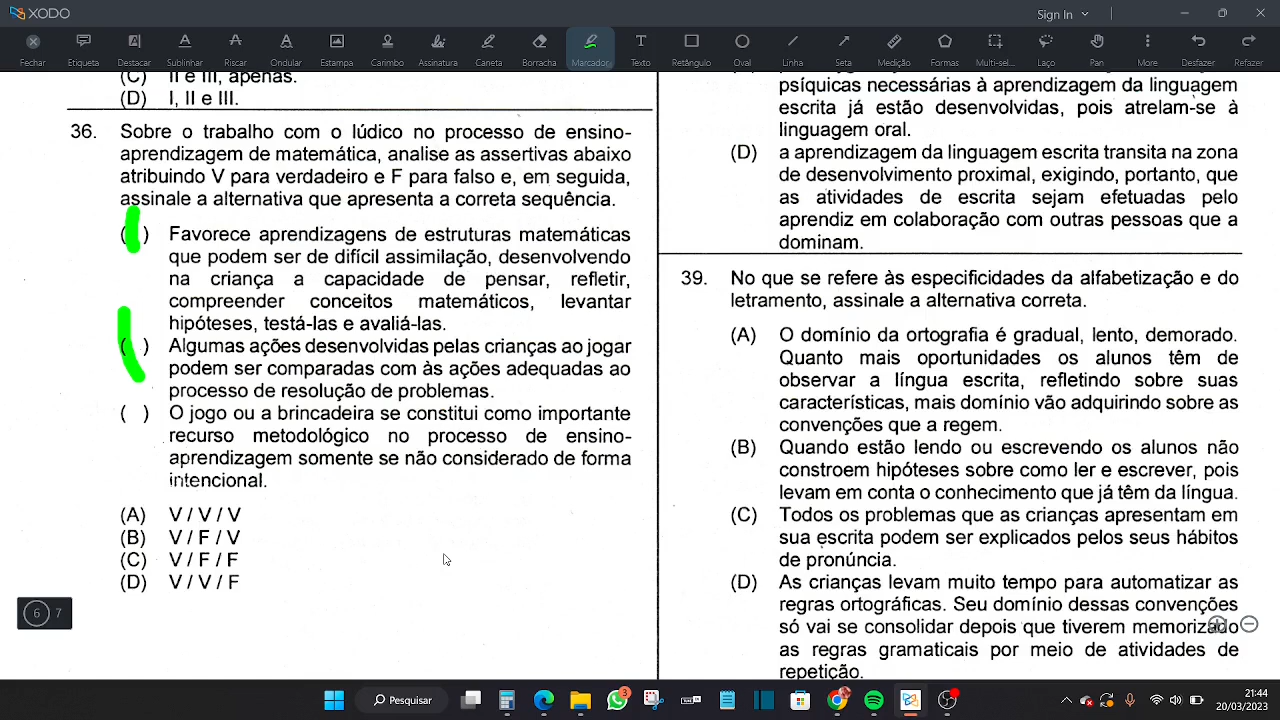 XODO
Sign In
Fechar
Etiqueta
Destacar
Sublinhar
Riscar
Ondular
Estampa
Carimbo
Assinatura
Caneta
Borracha
Marcador
Texto
Retângulo
Oval
Linha
Seta
Medição
Formas
Multi-sel...
Laço
Pan
More
Desfazer
Refazer
(C) II e III, apenas.
(D) I, II e III.
36. Sobre o trabalho com o lúdico no processo de ensino-
aprendizagem de matemática, analise as assertivas abaixo
atribuindo V para verdadeiro e F para falso e, em seguida,
assinale a alternativa que apresenta a correta sequência.
( ) Favorece aprendizagens de estruturas matemáticas
que podem ser de difícil assimilação, desenvolvendo
na criança a capacidade de pensar, refletir,
compreender conceitos matemáticos, levantar
hipóteses, testá-las e avaliá-las.
( ) Algumas ações desenvolvidas pelas crianças ao jogar
podem ser comparadas com às ações adequadas ao
processo de resolução de problemas.
( ) O jogo ou a brincadeira se constitui como importante
recurso metodológico no processo de ensino-
aprendizagem somente se não considerado de forma
intencional.
(A) V / V / V
(B) V / F / V
(C) V / F / F
(D) V / V / F
6 7
psíquicas necessárias à aprendizagem da linguagem
escrita já estão desenvolvidas, pois atrelam-se à
linguagem oral.
(D) a aprendizagem da linguagem escrita transita na zona
de desenvolvimento proximal, exigindo, portanto, que
as atividades de escrita sejam efetuadas pelo
aprendiz em colaboração com outras pessoas que a
dominam.
39. No que se refere às especificidades da alfabetização e do
letramento, assinale a alternativa correta.
(A) O domínio da ortografia é gradual, lento, demorado.
Quanto mais oportunidades os alunos têm de
observar a língua escrita, refletindo sobre suas
características, mais domínio vão adquirindo sobre as
convenções que a regem.
(B) Quando estão lendo ou escrevendo os alunos não
constroem hipóteses sobre como ler e escrever, pois
levam em conta o conhecimento que já têm da língua.
(C) Todos os problemas que as crianças apresentam em
sua escrita podem ser explicados pelos seus hábitos
de pronúncia.
(D) As crianças levam muito tempo para automatizar as
regras ortográficas. Seu domínio dessas convenções
só vai se consolidar depois que tiverem memorizado
as regras gramaticais por meio de atividades de
repetição.
Pesquisar
3
21:44
20/03/2023